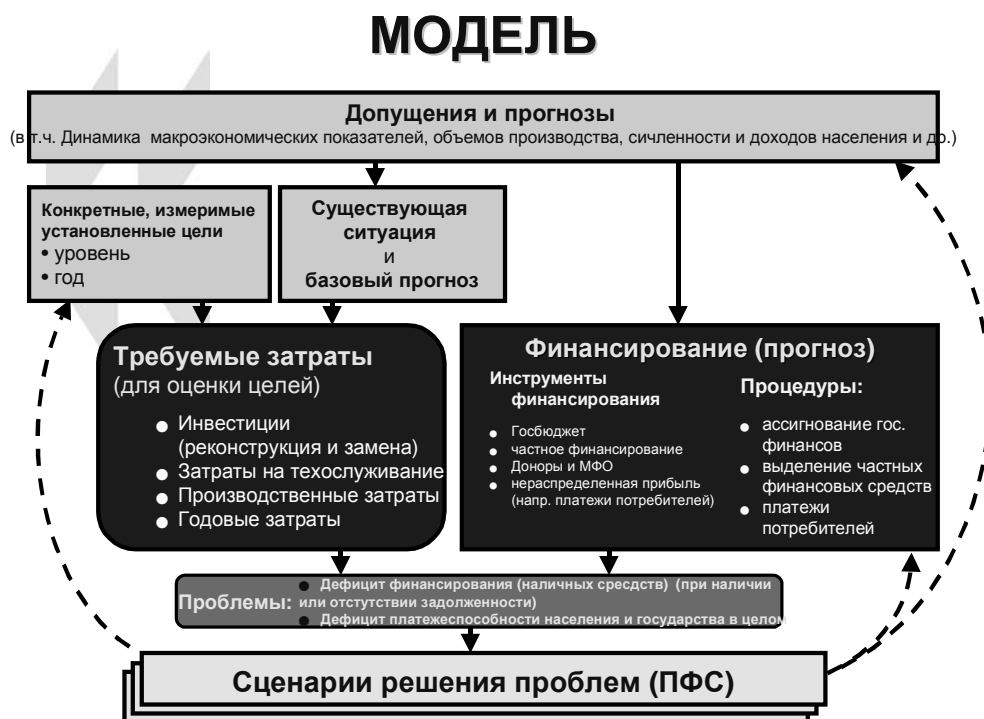 МОДЕЛЬ
Допущения и прогнозы
(в т.ч. Динамика макроэкономических показателей, объемов производства, сичленности и доходов населения и др.)
Конкретные, измеримые
установленные цели
• уровень
• год
Существующая
ситуация
и
базовый прогноз
Требуемые затраты
(для оценки целей)
● Инвестиции
(реконструкция и замена)
● Затраты на техослуживание
● Производственные затраты
● Годовые затраты
Финансирование (прогноз)
Инструменты
финансирования
● Госбюджет
● частное финансирование
● Доноры и МФО
● нераспределенная прибыль
(напр. платежи потребителей)
Процедуры:
● ассигнование гос.
финансов
● выделение частных
финансовых средств
● платежи
потребителей
Проблемы:
● Дефицит финансирования (наличных сресдств) (при наличии
или отстутствии задолженности)
● Дефицит платежеспособности населения и государства в целом
Сценарии решения проблем (ПФС)